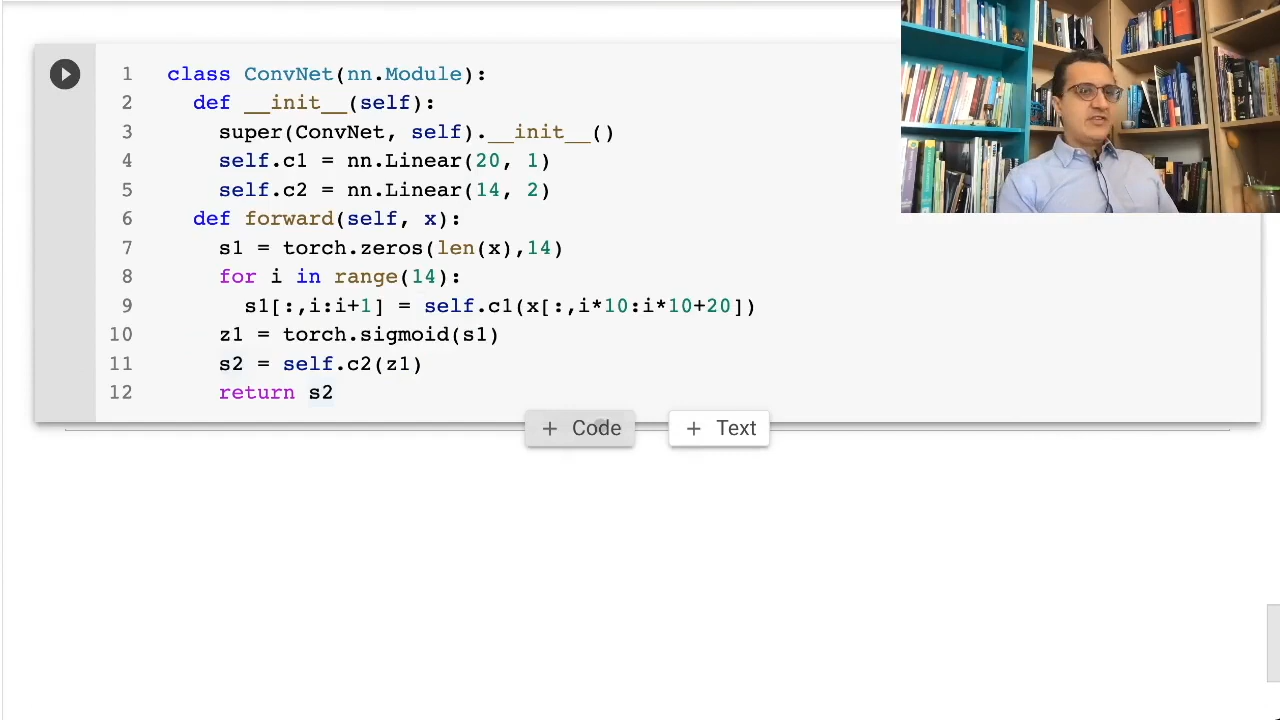 1 class ConvNet(nn.Module):
2 def __init__(self):
3 super(ConvNet, self).__init__()
4 self.c1 = nn.Linear(20, 1)
5 self.c2 = nn.Linear(14, 2)
6 def forward(self, x):
7 s1 = torch.zeros(len(x),14)
8 for i in range(14):
9 s1[:,i:i+1] = self.c1(x[:,i*10:i*10+20])
10 z1 = torch.sigmoid(s1)
11 s2 = self.c2(z1)
12 return s2
+ Code + Text